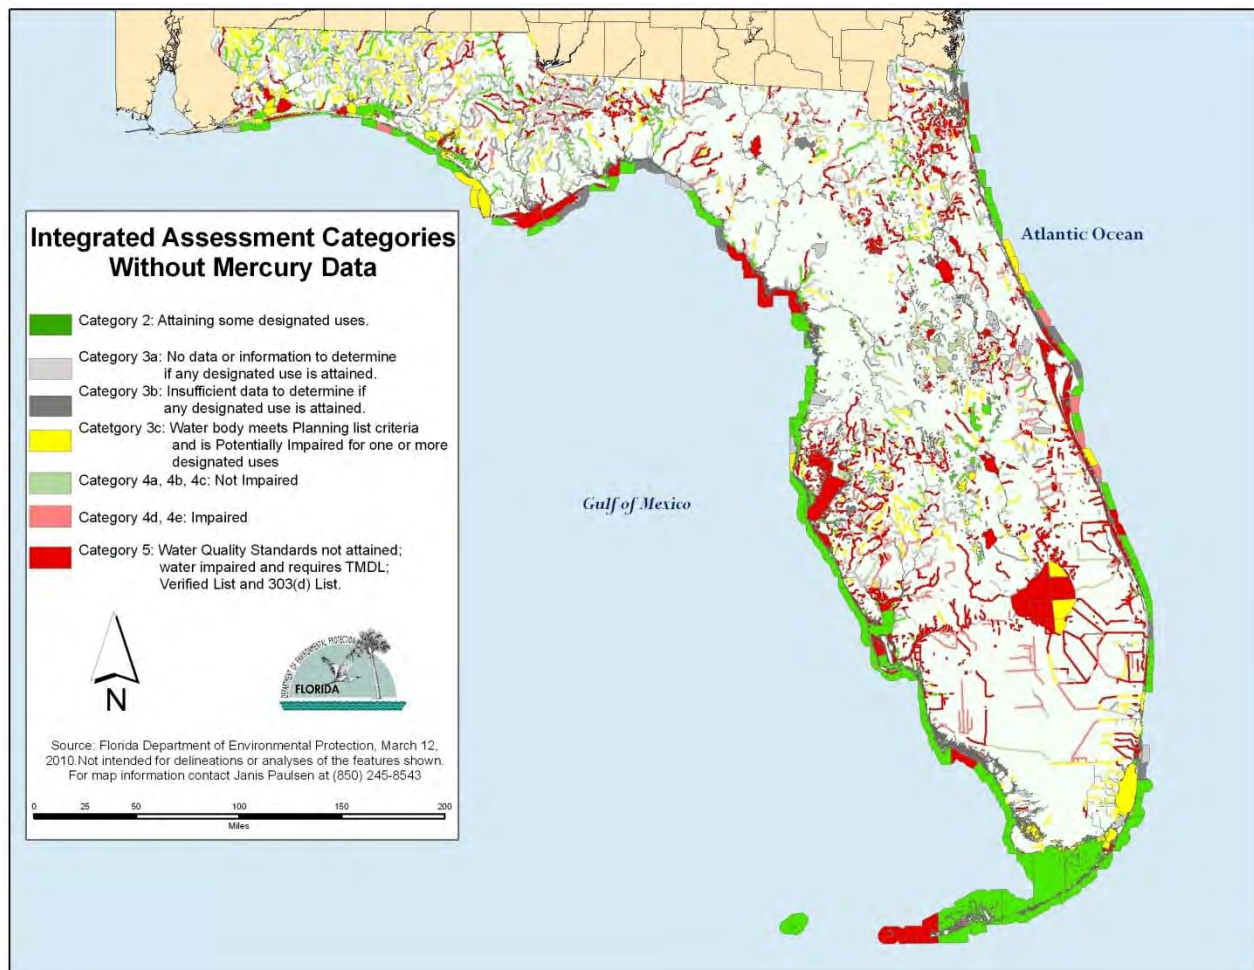 Integrated Assessment Categories
Without Mercury Data
Category 2: Attaining some designated uses.
Category 3a: No data or information to determine
if any designated use is attained.
Category 3b: Insufficient data to determine if
any designated use is attained.
Catetgory 3c: Water body meets Planning list criteria
and is Potentially Impaired for one or more
designated uses
Category 4a, 4b, 4c: Not Impaired
Category 4d, 4e: Impaired
Category 5: Water Quality Standards not attained;
water impaired and requires TMDL;
Verified List and 303(d) List.
N
DEPARTMENT OF ENVIRONMENTAL PROTECTION
FLORIDA
Source: Florida Department of Environmental Protection, March 12,
2010.Not intended for delineations or analyses of the features shown.
For map information contact Janis Paulsen at (850) 245-8543
0 25 50 100 150 200
Miles
Atlantic Ocean
Gulf of Mexico